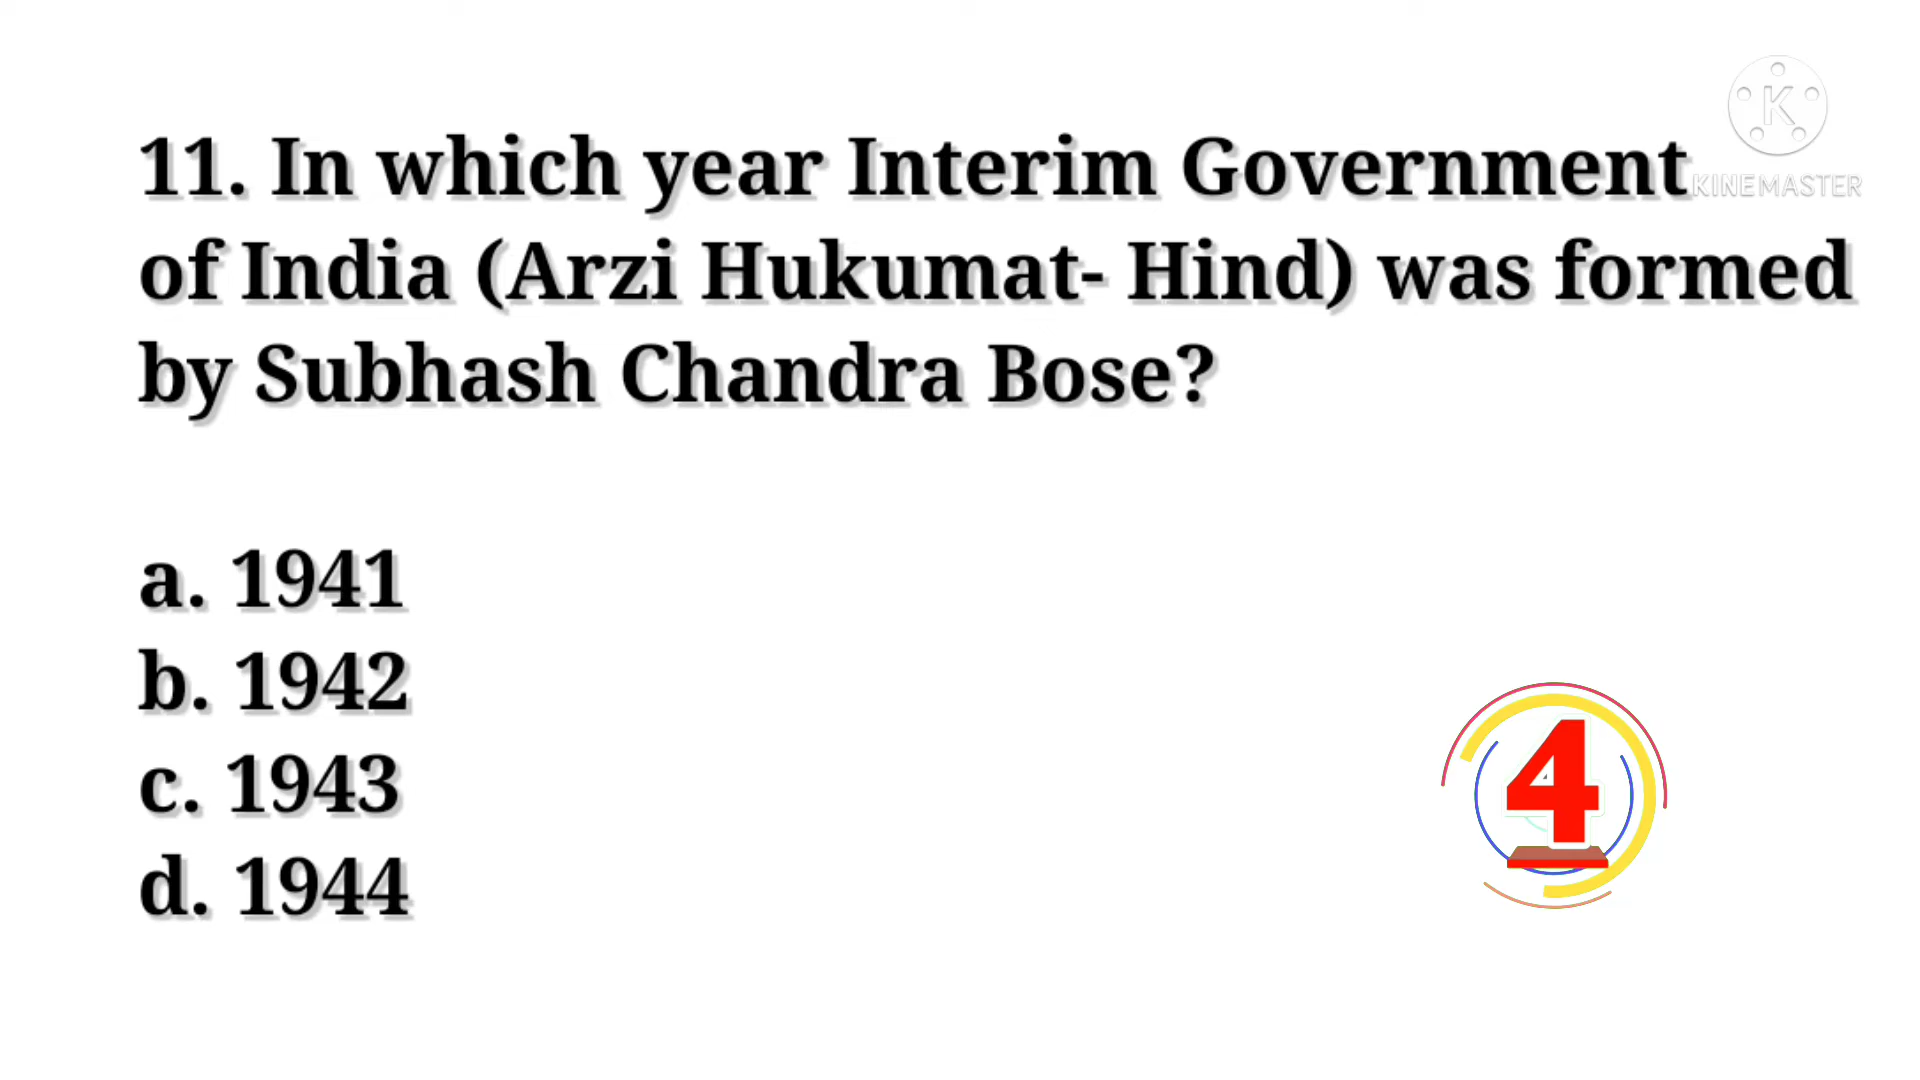 11. In which year Interim Government
KINEMASTER
of India (Arzi Hukumat- Hind) was formed
by Subhash Chandra Bose?
a. 1941
b. 1942
c. 1943
d. 1944
4